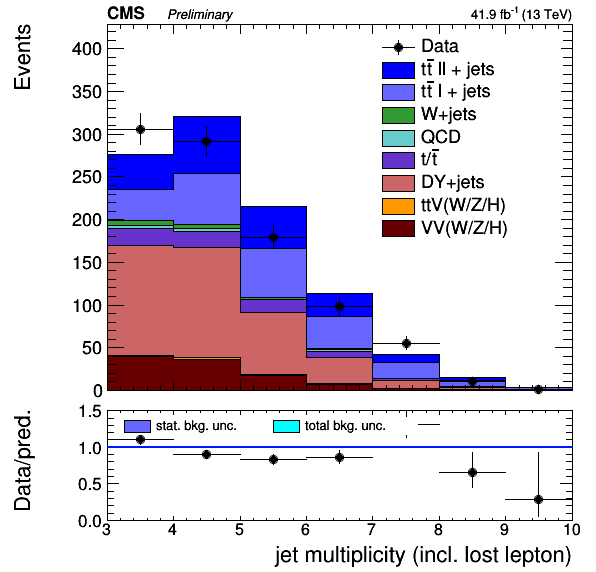 CMS Preliminary 41.9 fb⁻¹ (13 TeV)
Events
400
350
300
250
200
150
100
50
0
Data
tt̄ ll + jets
tt̄ l + jets
W+jets
QCD
t/t̄
DY+jets
ttV(W/Z/H)
VV(W/Z/H)
Data/pred.
1.5
1.0
0.5
0.0
stat. bkg. unc. total bkg. unc.
3 4 5 6 7 8 9 10
jet multiplicity (incl. lost lepton)